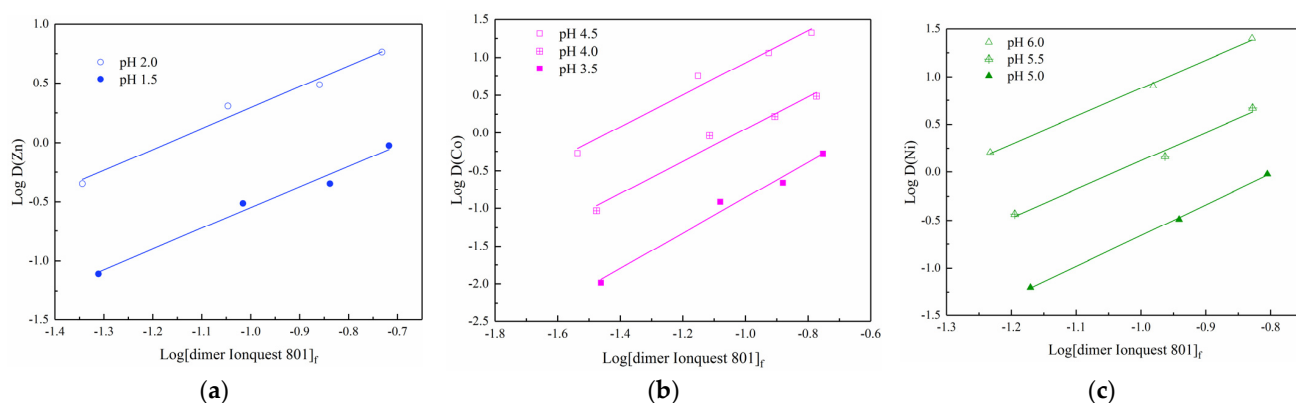 1.0
0.5
0.0
-0.5
-1.0
-1.5
Log D(Zn)
pH 2.0
pH 1.5
-1.4 -1.3 -1.2 -1.1 -1.0 -0.9 -0.8 -0.7
Log[dimer Ionquest 801]f
(a)
1.5
1.0
0.5
0.0
-0.5
-1.0
-1.5
-2.0
-2.5
Log D(Co)
pH 4.5
pH 4.0
pH 3.5
-1.8 -1.6 -1.4 -1.2 -1.0 -0.8 -0.6
Log[dimer Ionquest 801]f
(b)
1.5
1.0
0.5
0.0
-0.5
-1.0
-1.5
Log D(Ni)
pH 6.0
pH 5.5
pH 5.0
-1.3 -1.2 -1.1 -1.0 -0.9 -0.8
Log[dimer Ionquest 801]f
(c)